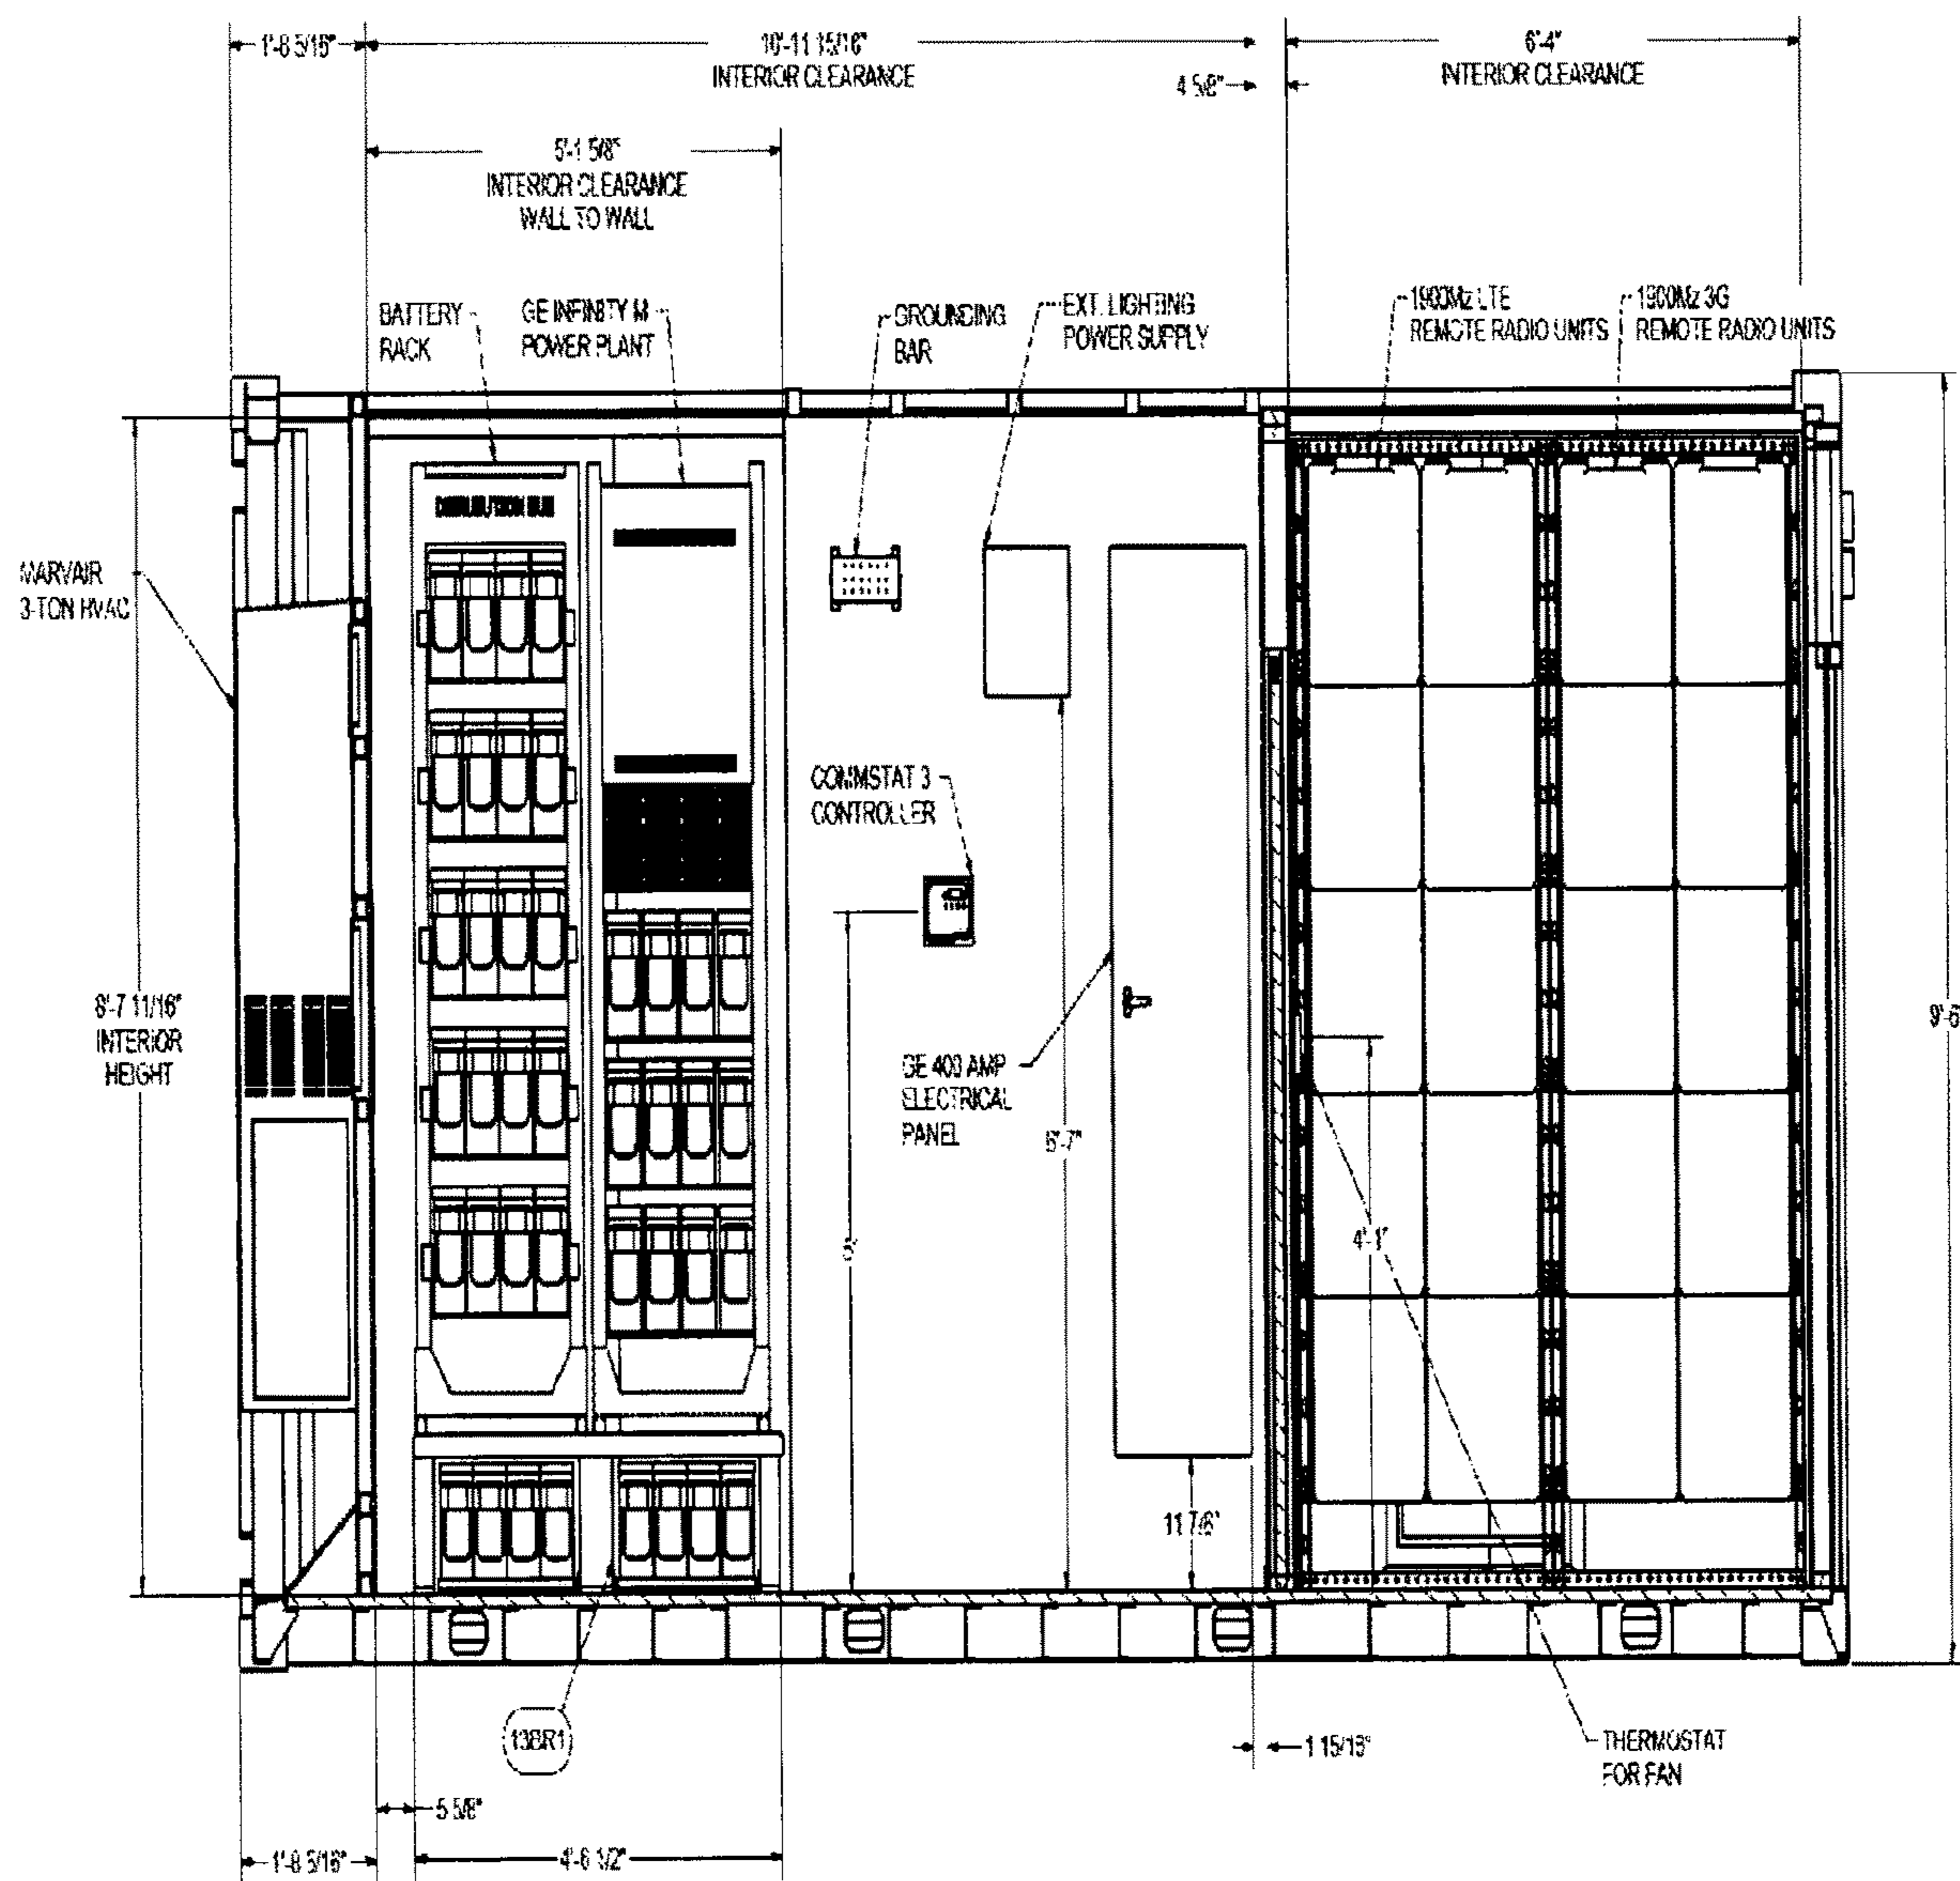 1'-8 5/16"
10'-11 15/16"
INTERIOR CLEARANCE
4 5/8"
6'-4"
INTERIOR CLEARANCE
5'-1 5/8"
INTERIOR CLEARANCE
WALL TO WALL
BATTERY
RACK
GE INFINITY M
POWER PLANT
GROUNDING
BAR
EXT. LIGHTING
POWER SUPPLY
1900Mz LTE
REMOTE RADIO UNITS
1900Mz 3G
REMOTE RADIO UNITS
MARVAIR
3-TON HVAC
COMMSTAT 3
CONTROLLER
8'-7 11/16"
INTERIOR
HEIGHT
9'-6
GE 400 AMP
ELECTRICAL
PANEL
6'-7"
4'-1"
11 7/8"
13BR1
1 15/16"
THERMOSTAT
FOR FAN
5 5/8"
1'-8 5/16"
4'-6 1/2"